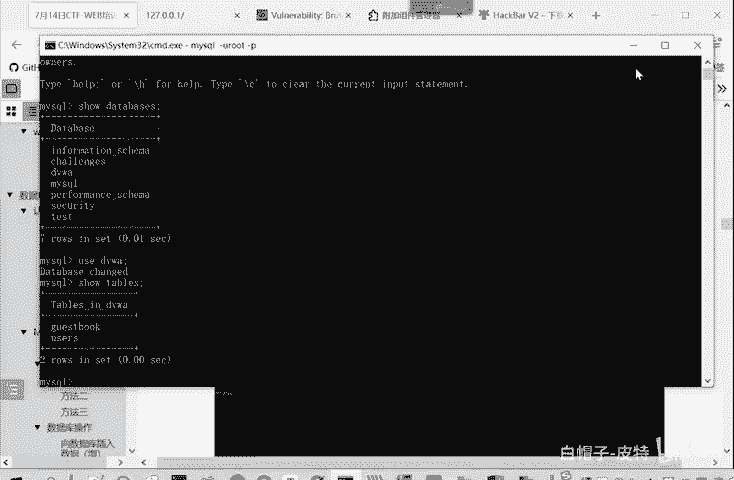 7月14日CTF-WEB培
127.0.0.1/
Vulnerability: Bru
附加组件管理器
HackBar V2 – 下
C:\Windows\System32\cmd.exe - mysql -uroot -p
owners.
Type 'help;' or '\h' for help. Type '\c' to clear the current input statement.
mysql> show databases;
Database
information_schema
challenges
dvwa
mysql
performance_schema
security
test
7 rows in set (0.01 sec)
mysql> use dvwa;
Database changed
mysql> show tables;
Tables_in_dvwa
guestbook
users
2 rows in set (0.00 sec)
mysql>
方法二
方法三
数据库操作
向数据库插入
数据（增）
白帽子-皮特